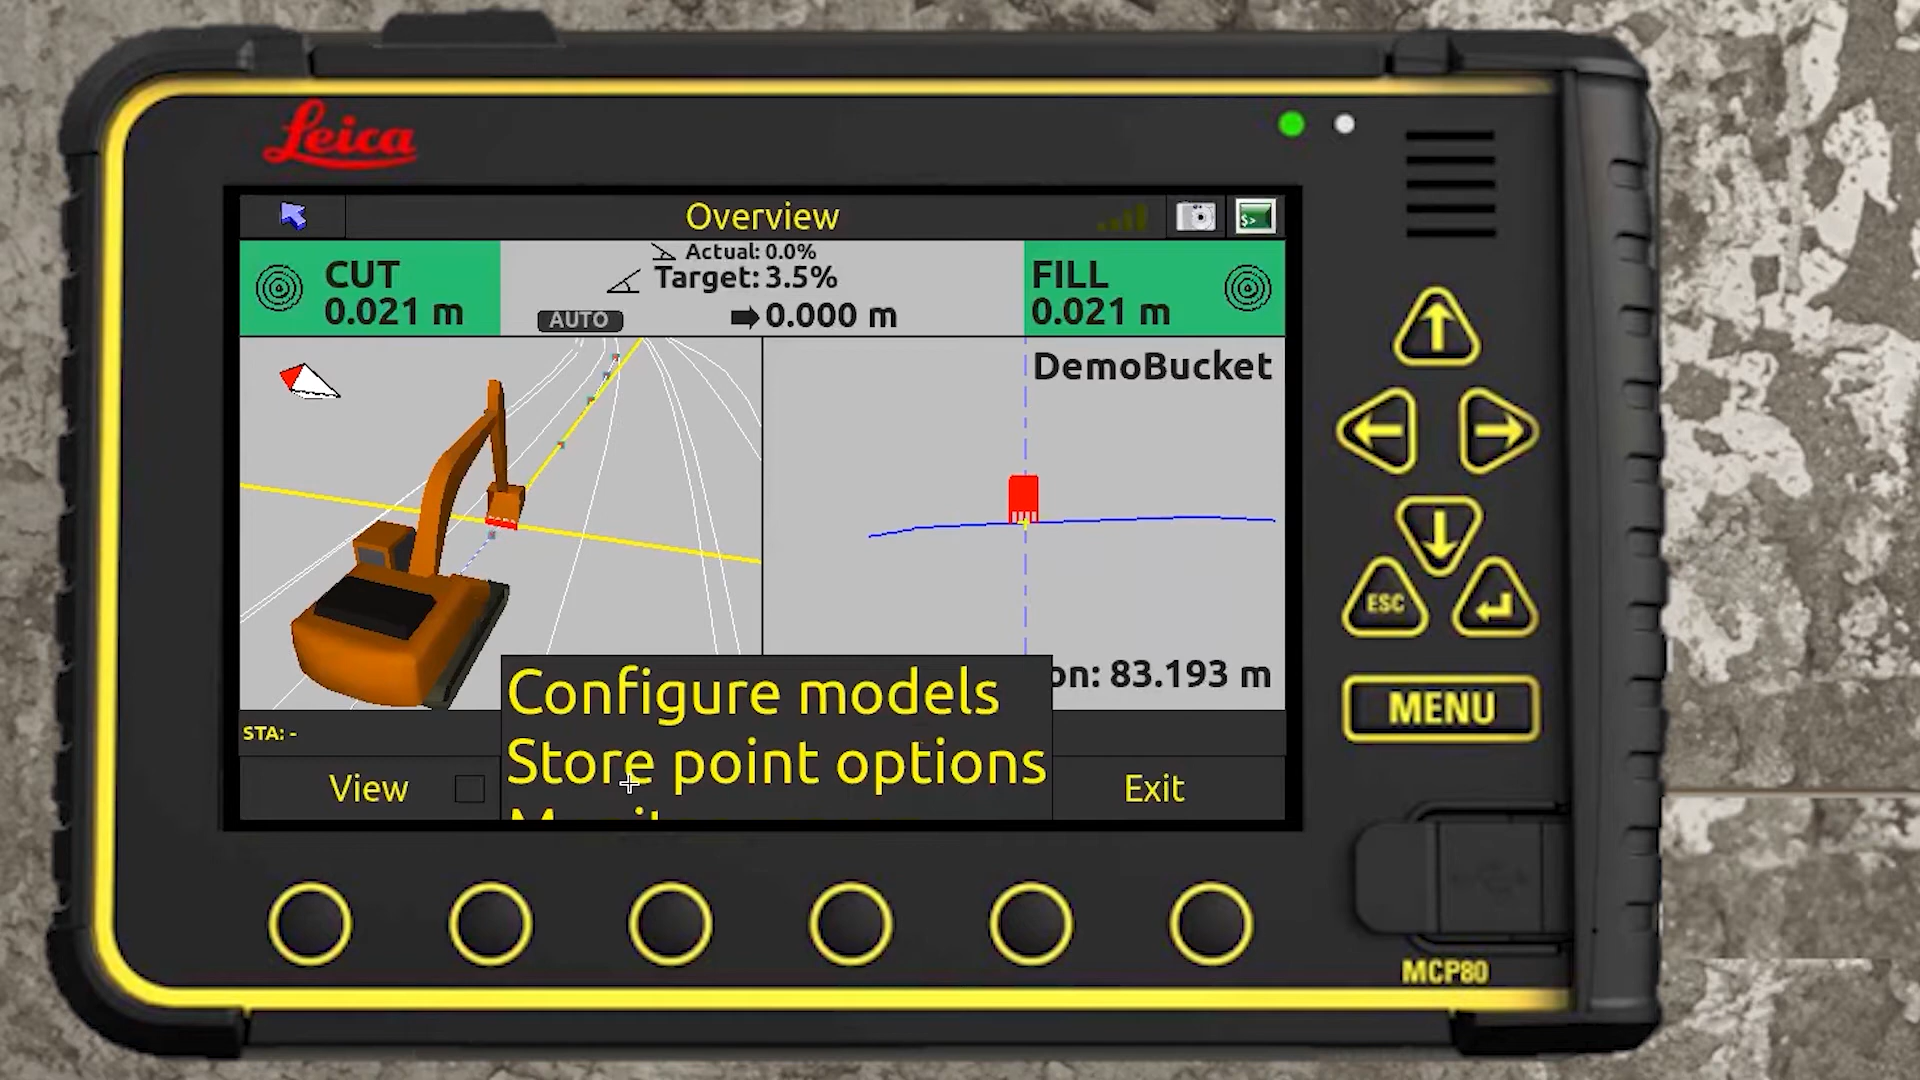 Leica
Overview
CUT
0.021 m
Actual: 0.0%
Target: 3.5%
AUTO
0.000 m
FILL
0.021 m
DemoBucket
on: 83.193 m
STA: -
Configure models
Store point options
View
Exit
$>
ESC
MENU
MCP80